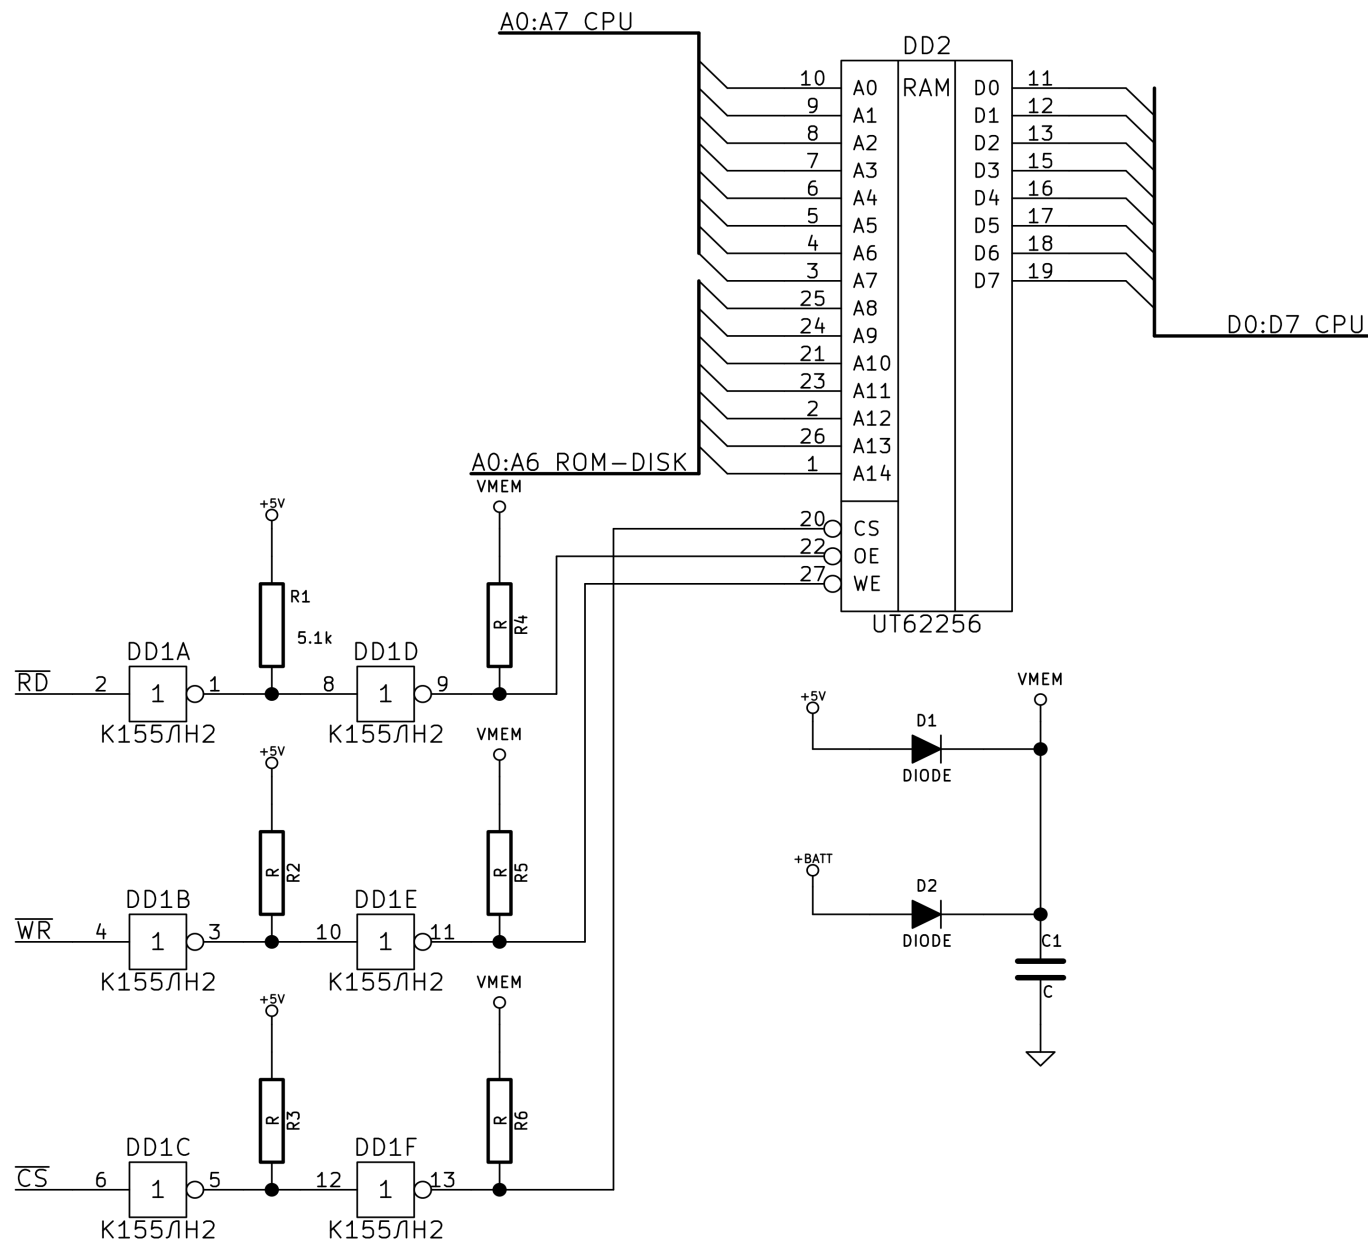 A0:A7 CPU
DD2
10 A0 RAM D0 11
9 A1 D1 12
8 A2 D2 13
7 A3 D3 15
6 A4 D4 16
5 A5 D5 17
4 A6 D6 18
3 A7 D7 19
25 A8
24 A9
D0:D7 CPU
21 A10
23 A11
2 A12
26 A13
A0:A6 ROM-DISK
1 A14
VMEM
+5V
20 CS
22 OE
27 WE
UT62256
R1
5.1k
R R4
DD1A
DD1D
RD 2 1 1 8 1 9
К155ЛН2
К155ЛН2
VMEM
+5V
D1
DIODE
+5V
VMEM
+BATT
D2
DIODE
C1
C
R R2
R R5
DD1B
DD1E
WR 4 1 3 10 1 11
К155ЛН2
К155ЛН2
+5V
VMEM
R R3
R R6
DD1C
DD1F
CS 6 1 5 12 1 13
К155ЛН2
К155ЛН2